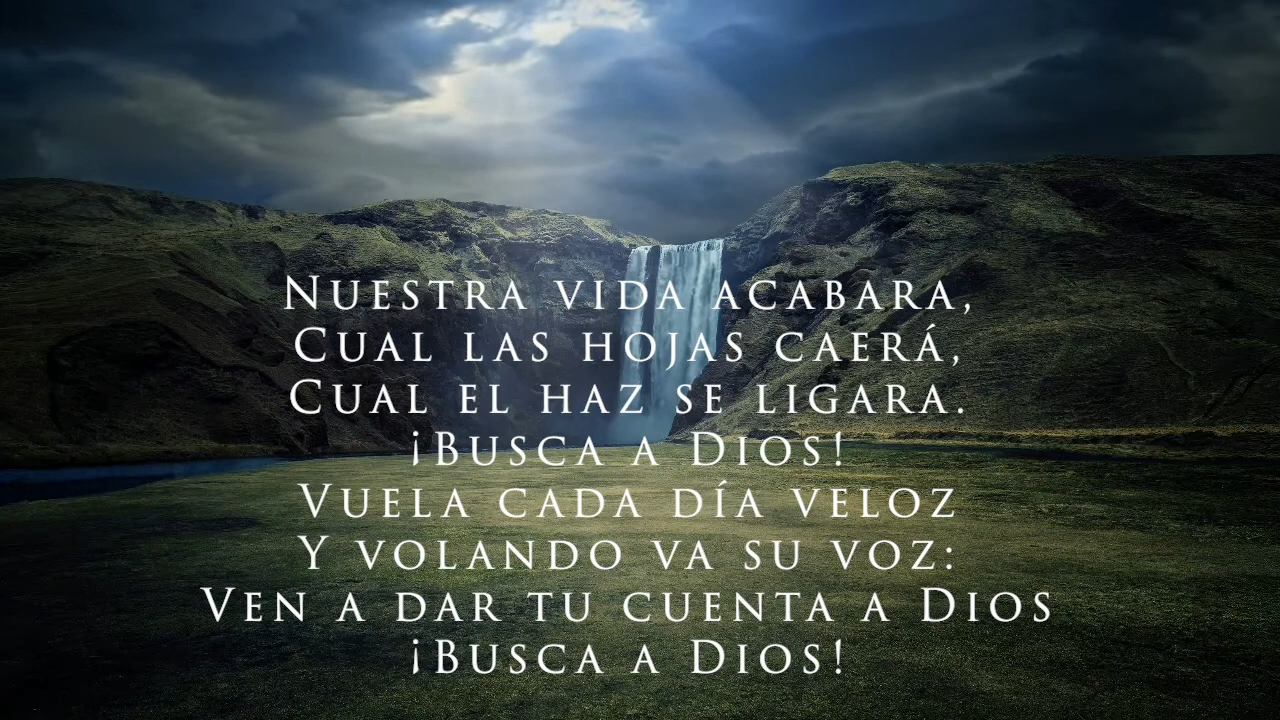 Nuestra vida acabara,
Cual las hojas caerá,
Cual el haz se ligara.
¡Busca a Dios!
Vuela cada día veloz
Y volando va su voz:
Ven a dar tu cuenta a Dios
¡Busca a Dios!